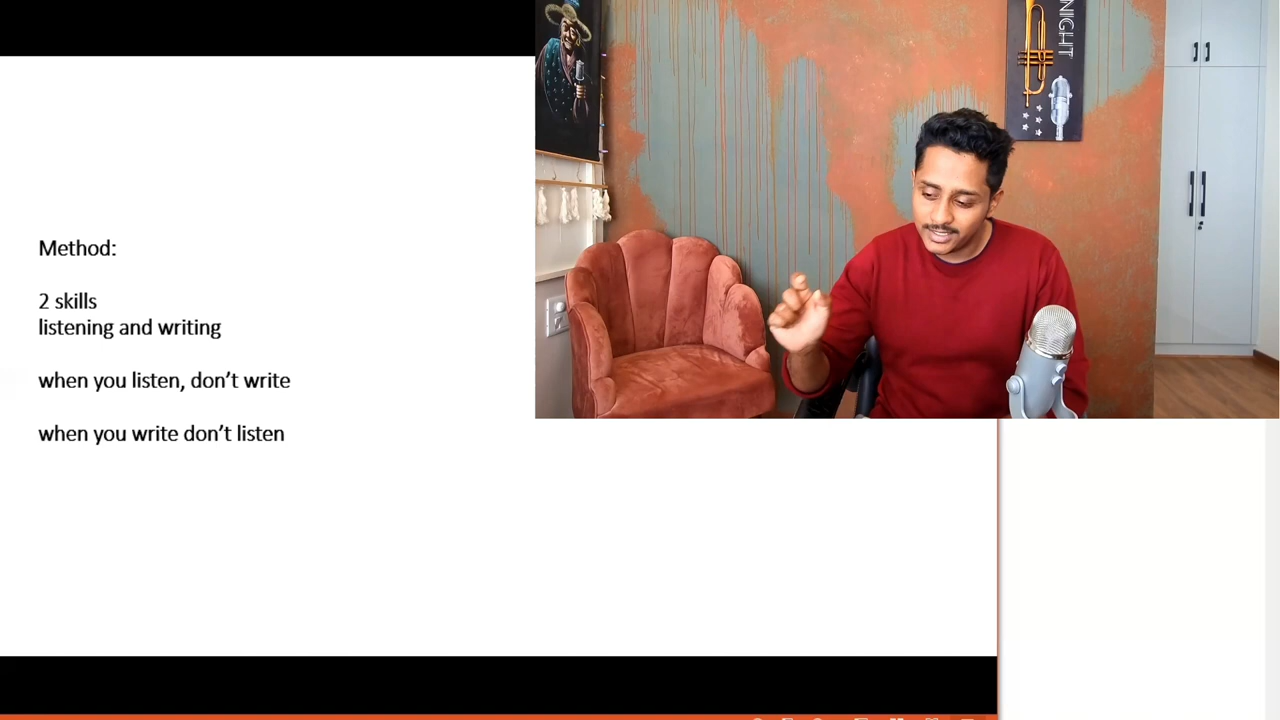 NIGHT
Method:
2 skills
listening and writing
when you listen, don’t write
when you write don’t listen